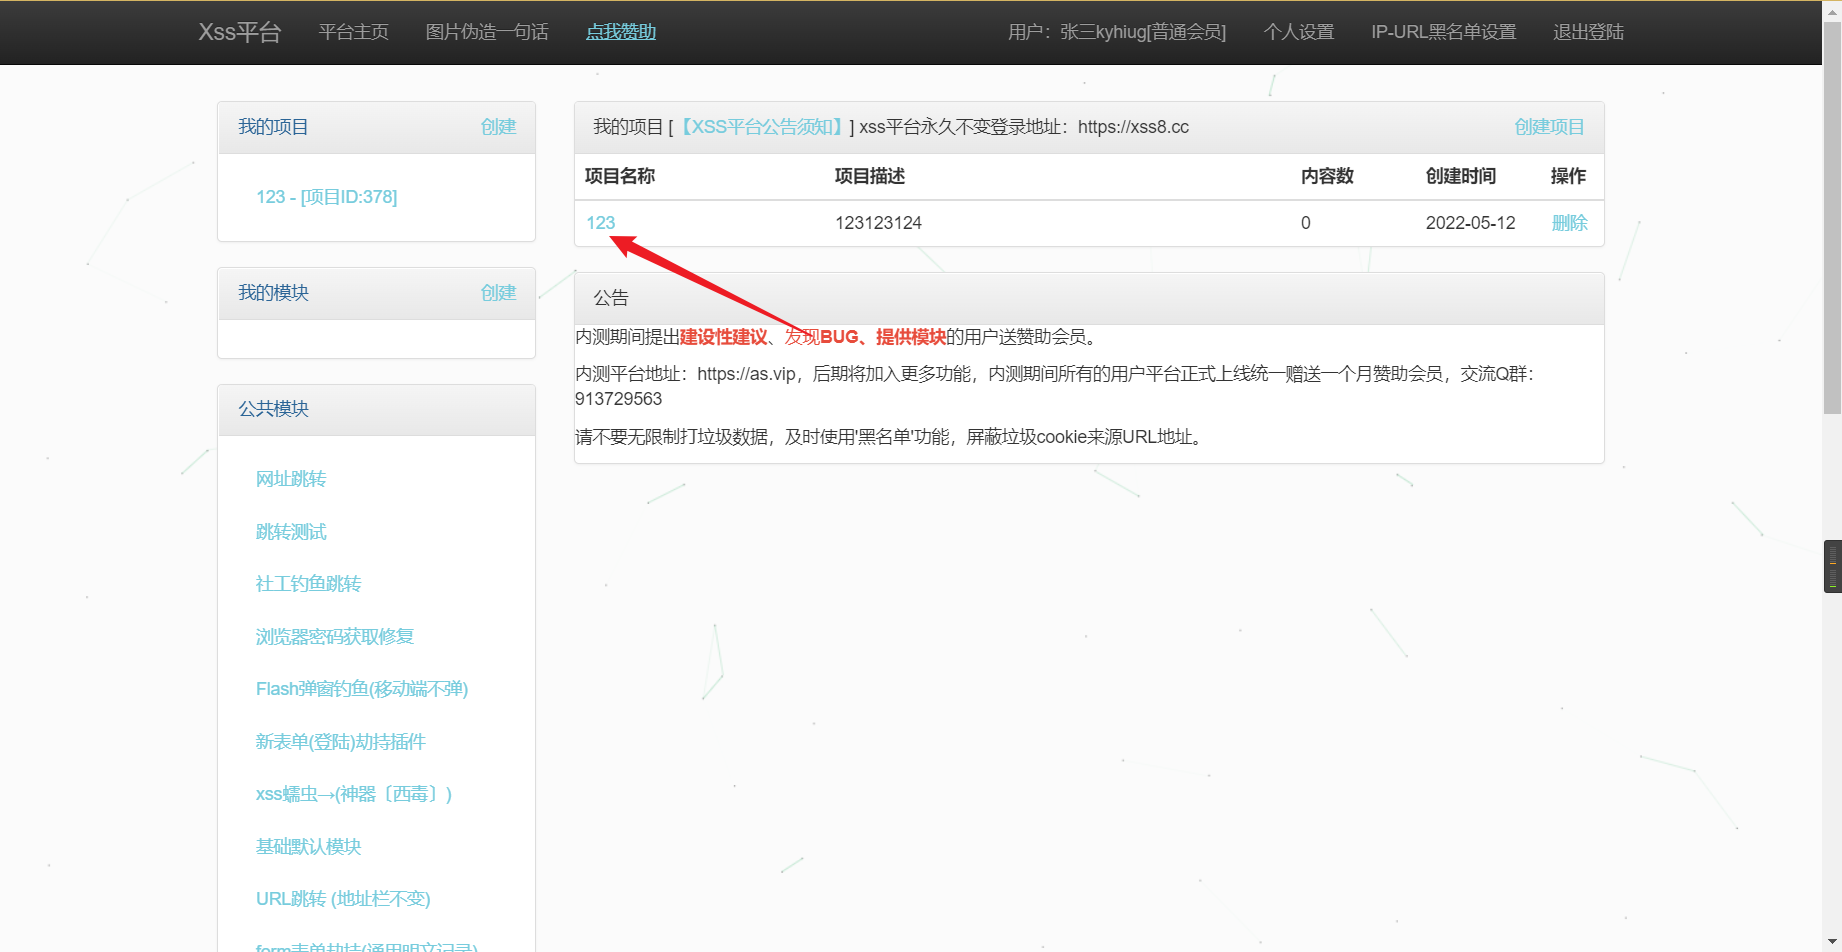 Xss平台 平台主页 图片伪造一句话 点我赞助 用户：张三kyhiug[普通会员] 个人设置 IP-URL黑名单设置 退出登陆
我的项目 创建
123 - [项目ID:378]
我的模块 创建
公共模块
网址跳转
跳转测试
社工钓鱼跳转
浏览器密码获取修复
Flash弹窗钓鱼(移动端不弹)
新表单(登陆)劫持插件
xss蠕虫→(神器〔西毒〕)
基础默认模块
URL跳转 (地址栏不变)
form表单劫持(通用明文记录)
我的项目 [【XSS平台公告须知】] xss平台永久不变登录地址：https://xss8.cc 创建项目
项目名称 项目描述 内容数 创建时间 操作
123 123123124 0 2022-05-12 删除
公告
内测期间提出建设性建议、发现BUG、提供模块的用户送赞助会员。
内测平台地址：https://as.vip，后期将加入更多功能，内测期间所有的用户平台正式上线统一赠送一个月赞助会员，交流Q群：
913729563
请不要无限制打垃圾数据，及时使用'黑名单'功能，屏蔽垃圾cookie来源URL地址。